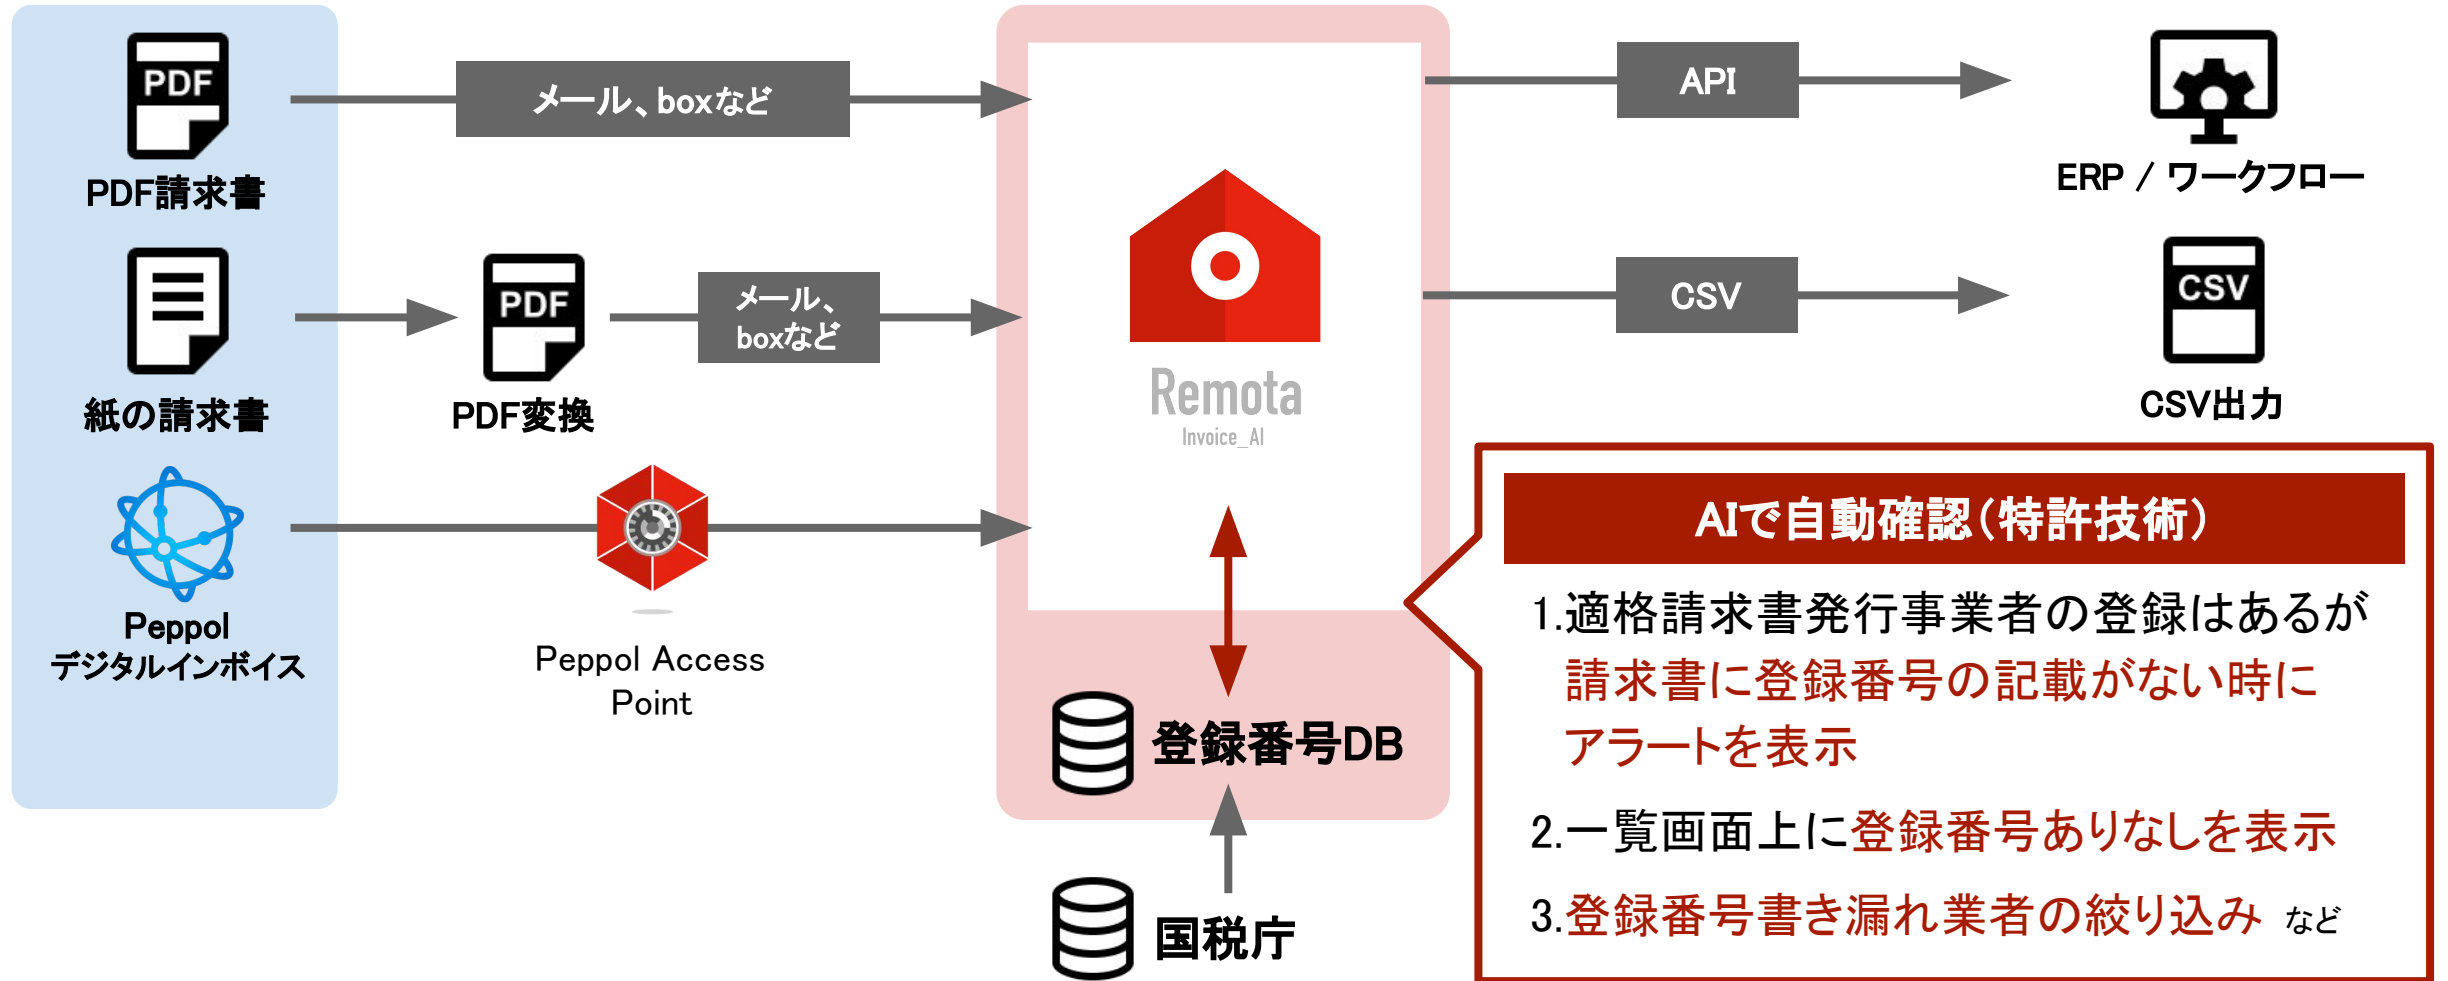 PDF
PDF請求書
メール、boxなど
API
ERP / ワークフロー
紙の請求書
PDF
PDF変換
メール、
boxなど
Remota
Invoice_AI
CSV
CSV
CSV出力
Peppol
デジタルインボイス
Peppol Access
Point
登録番号DB
国税庁
AIで自動確認（特許技術）
1.適格請求書発行事業者の登録はあるが
請求書に登録番号の記載がない時に
アラートを表示
2.一覧画面上に登録番号ありなしを表示
3.登録番号書き漏れ業者の絞り込み など